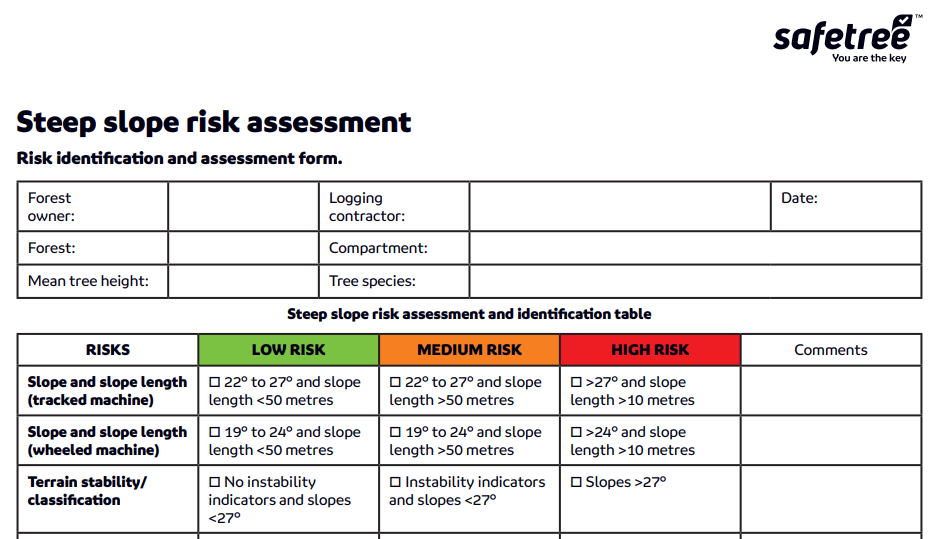 safetree™
You are the key
Steep slope risk assessment
Risk identification and assessment form.
Forest
owner:
Logging
contractor:
Date:
Forest:
Compartment:
Mean tree height:
Tree species:
Steep slope risk assessment and identification table
RISKS
LOW RISK
MEDIUM RISK
HIGH RISK
Comments
Slope and slope length
(tracked machine)
☐ 22° to 27° and slope
length <50 metres
☐ 22° to 27° and slope
length >50 metres
☐ >27° and slope
length >10 metres
Slope and slope length
(wheeled machine)
☐ 19° to 24° and slope
length <50 metres
☐ 19° to 24° and slope
length >50 metres
☐ >24° and slope
length >10 metres
Terrain stability/
classification
☐ No instability
indicators and slopes
<27°
☐ Instability indicators
and slopes <27°
☐ Slopes >27°